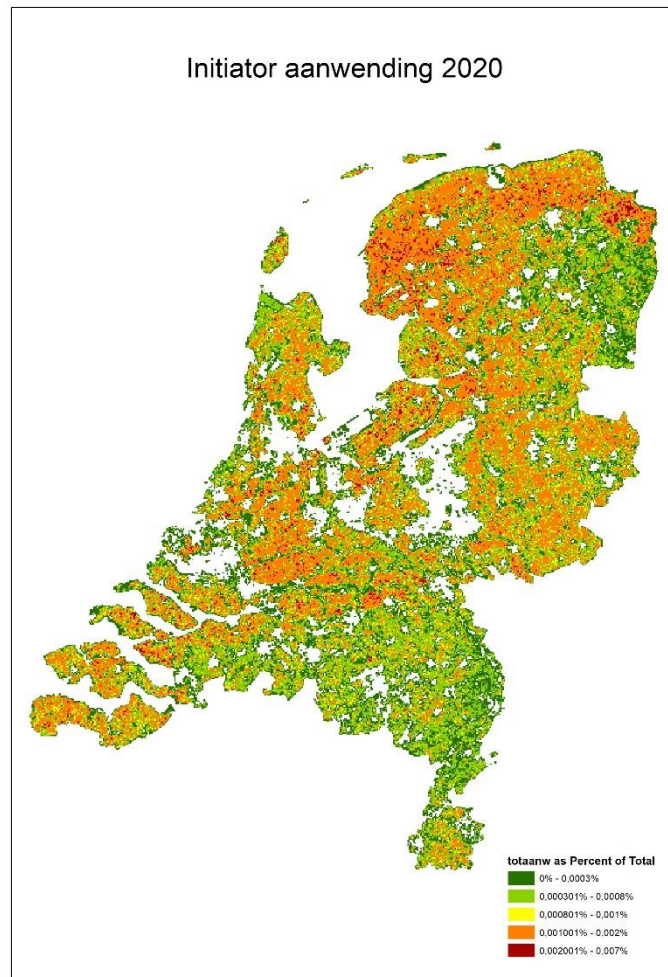 Initiator aanwending 2020
totaanw as Percent of Total
0% - 0,0003%
0,000301% - 0,0008%
0,000801% - 0,001%
0,001001% - 0,002%
0,002001% - 0,007%